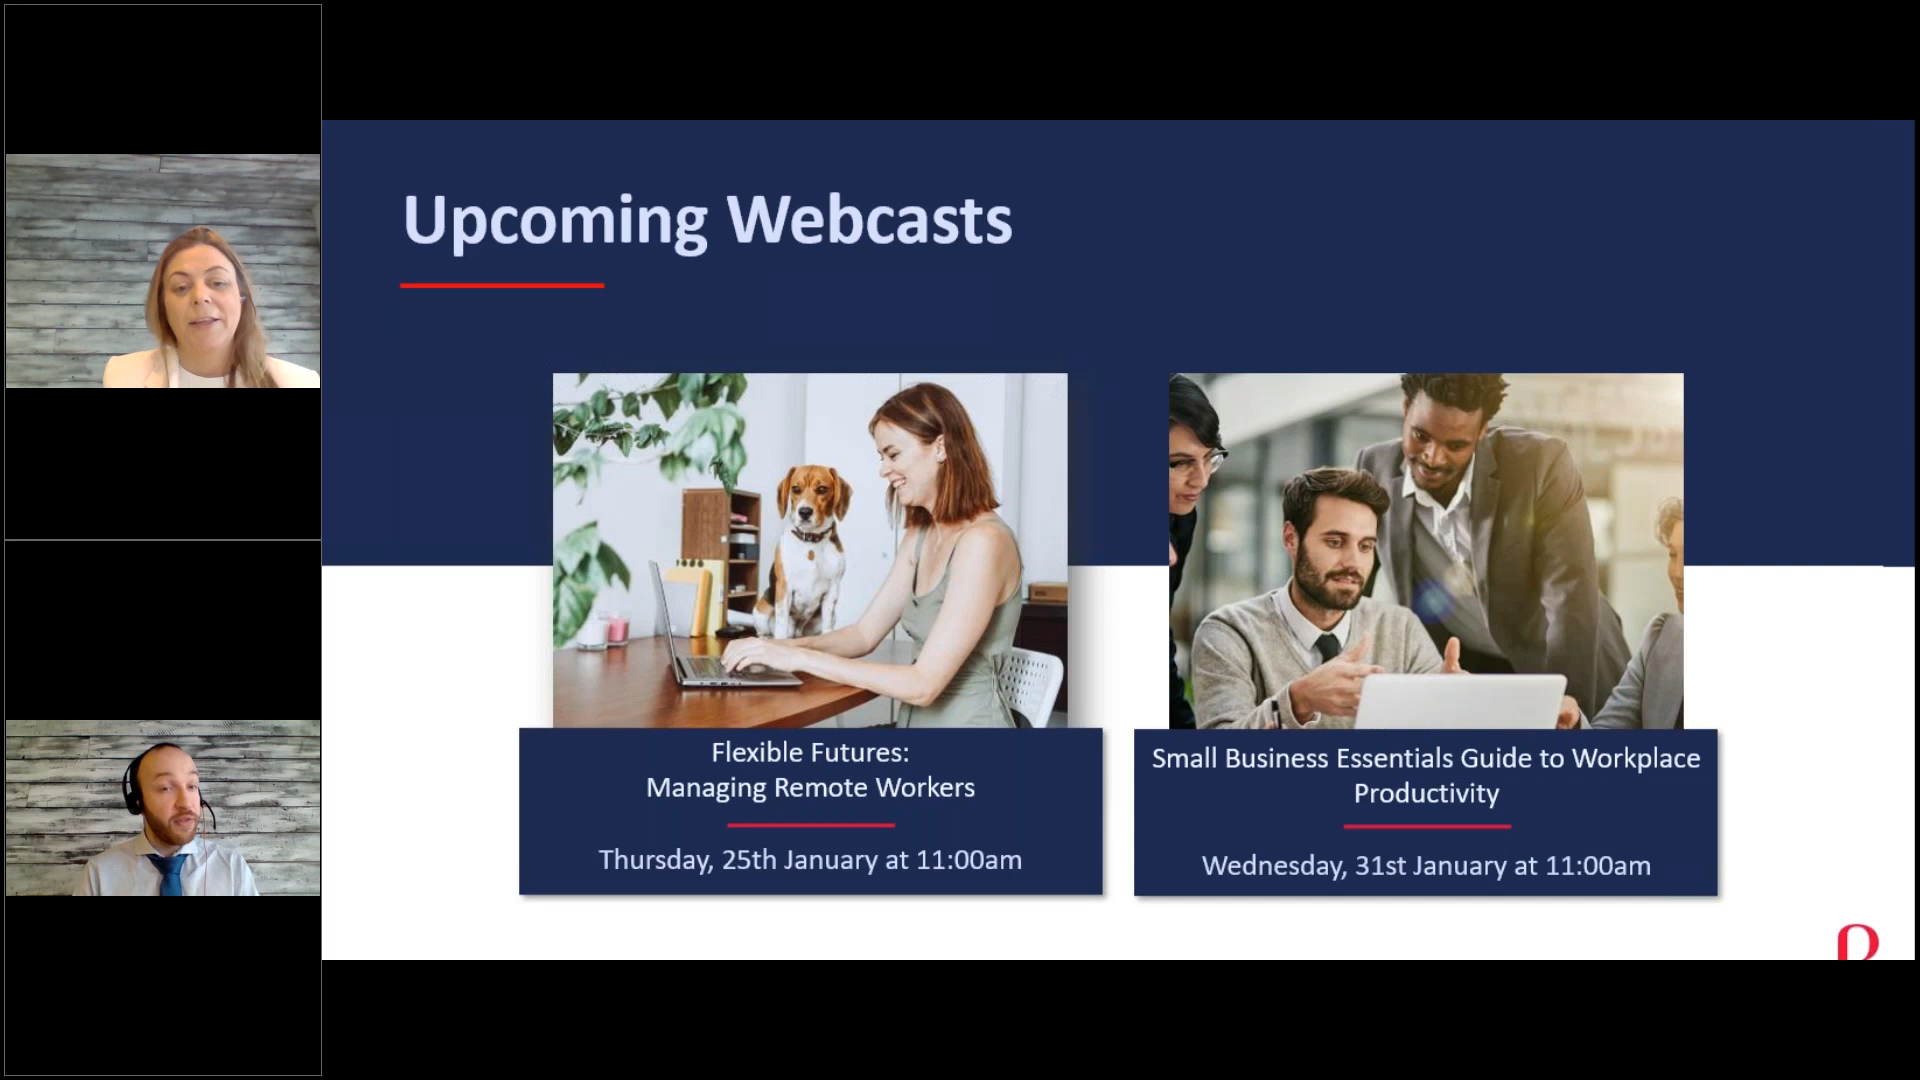 Upcoming Webcasts
Flexible Futures:
Managing Remote Workers
Thursday, 25th January at 11:00am
Small Business Essentials Guide to Workplace
Productivity
Wednesday, 31st January at 11:00am